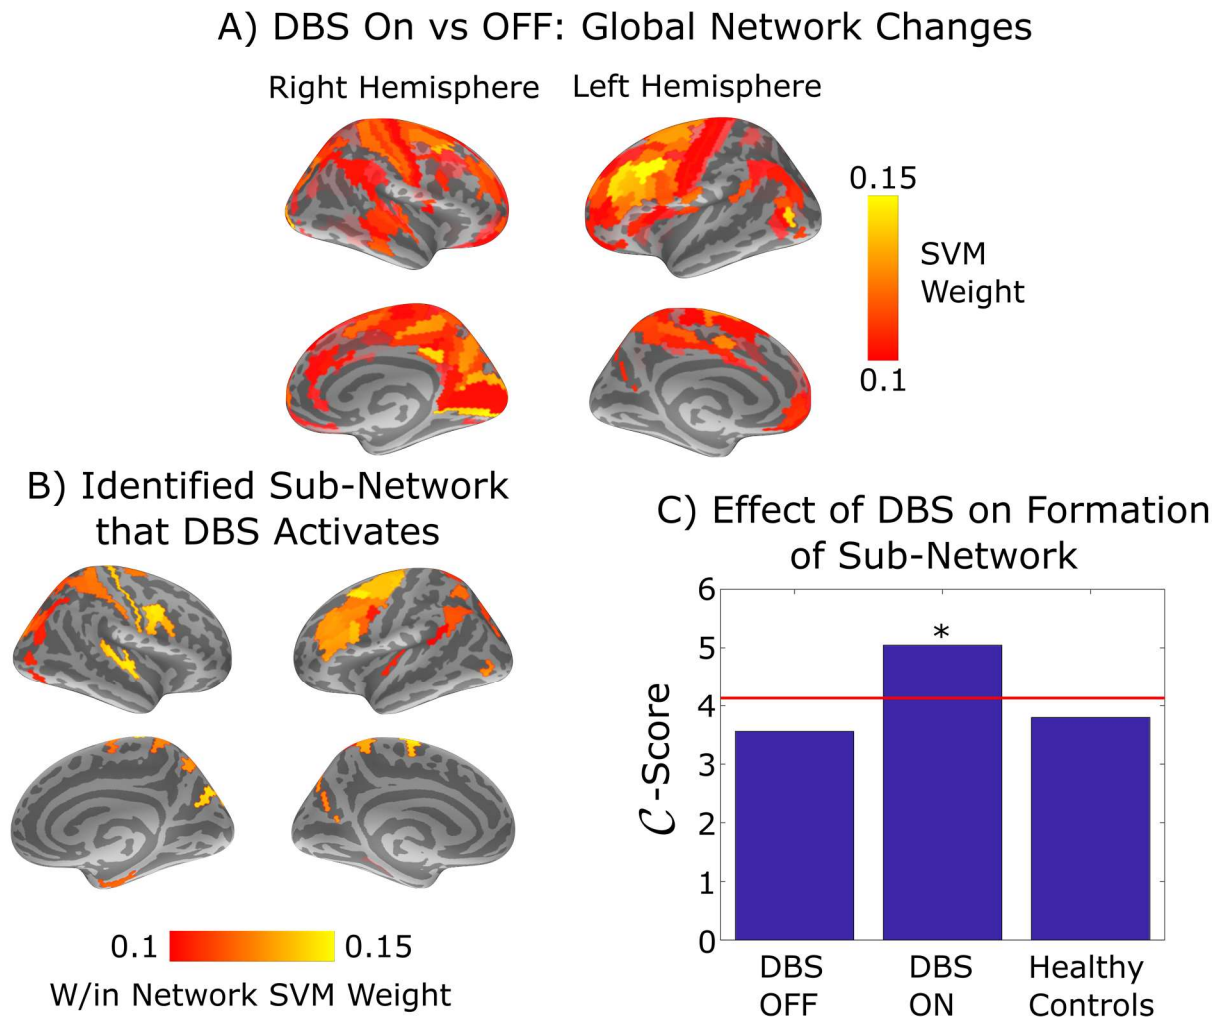 A) DBS On vs OFF: Global Network Changes
Right Hemisphere
Left Hemisphere
0.15
SVM
Weight
0.1
B) Identified Sub-Network
that DBS Activates
0.1
0.15
W/in Network SVM Weight
C) Effect of DBS on Formation
of Sub-Network
6
5
4
3
2
1
0
*
C-Score
DBS
OFF
DBS
ON
Healthy
Controls